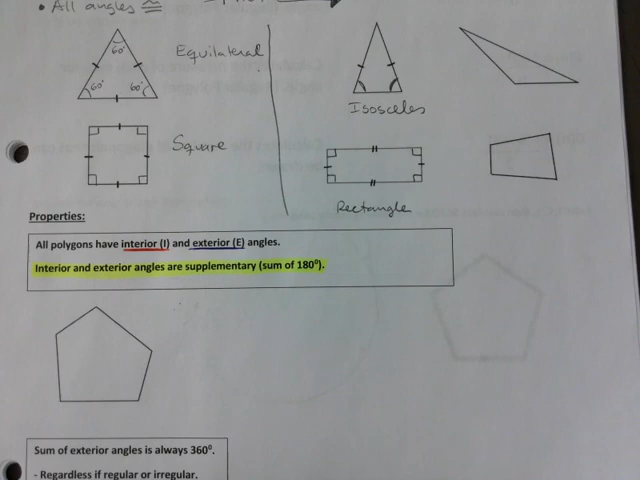 • All angles ≅
60°
60°
60°
Equilateral
Isosceles
Square
Rectangle
Properties:
All polygons have interior (I) and exterior (E) angles.
Interior and exterior angles are supplementary (sum of 180⁰).
Sum of exterior angles is always 360⁰.
- Regardless if regular or irregular.